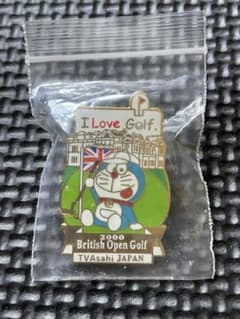 I Love Golf.
2000
British Open Golf
TVAsahi JAPAN